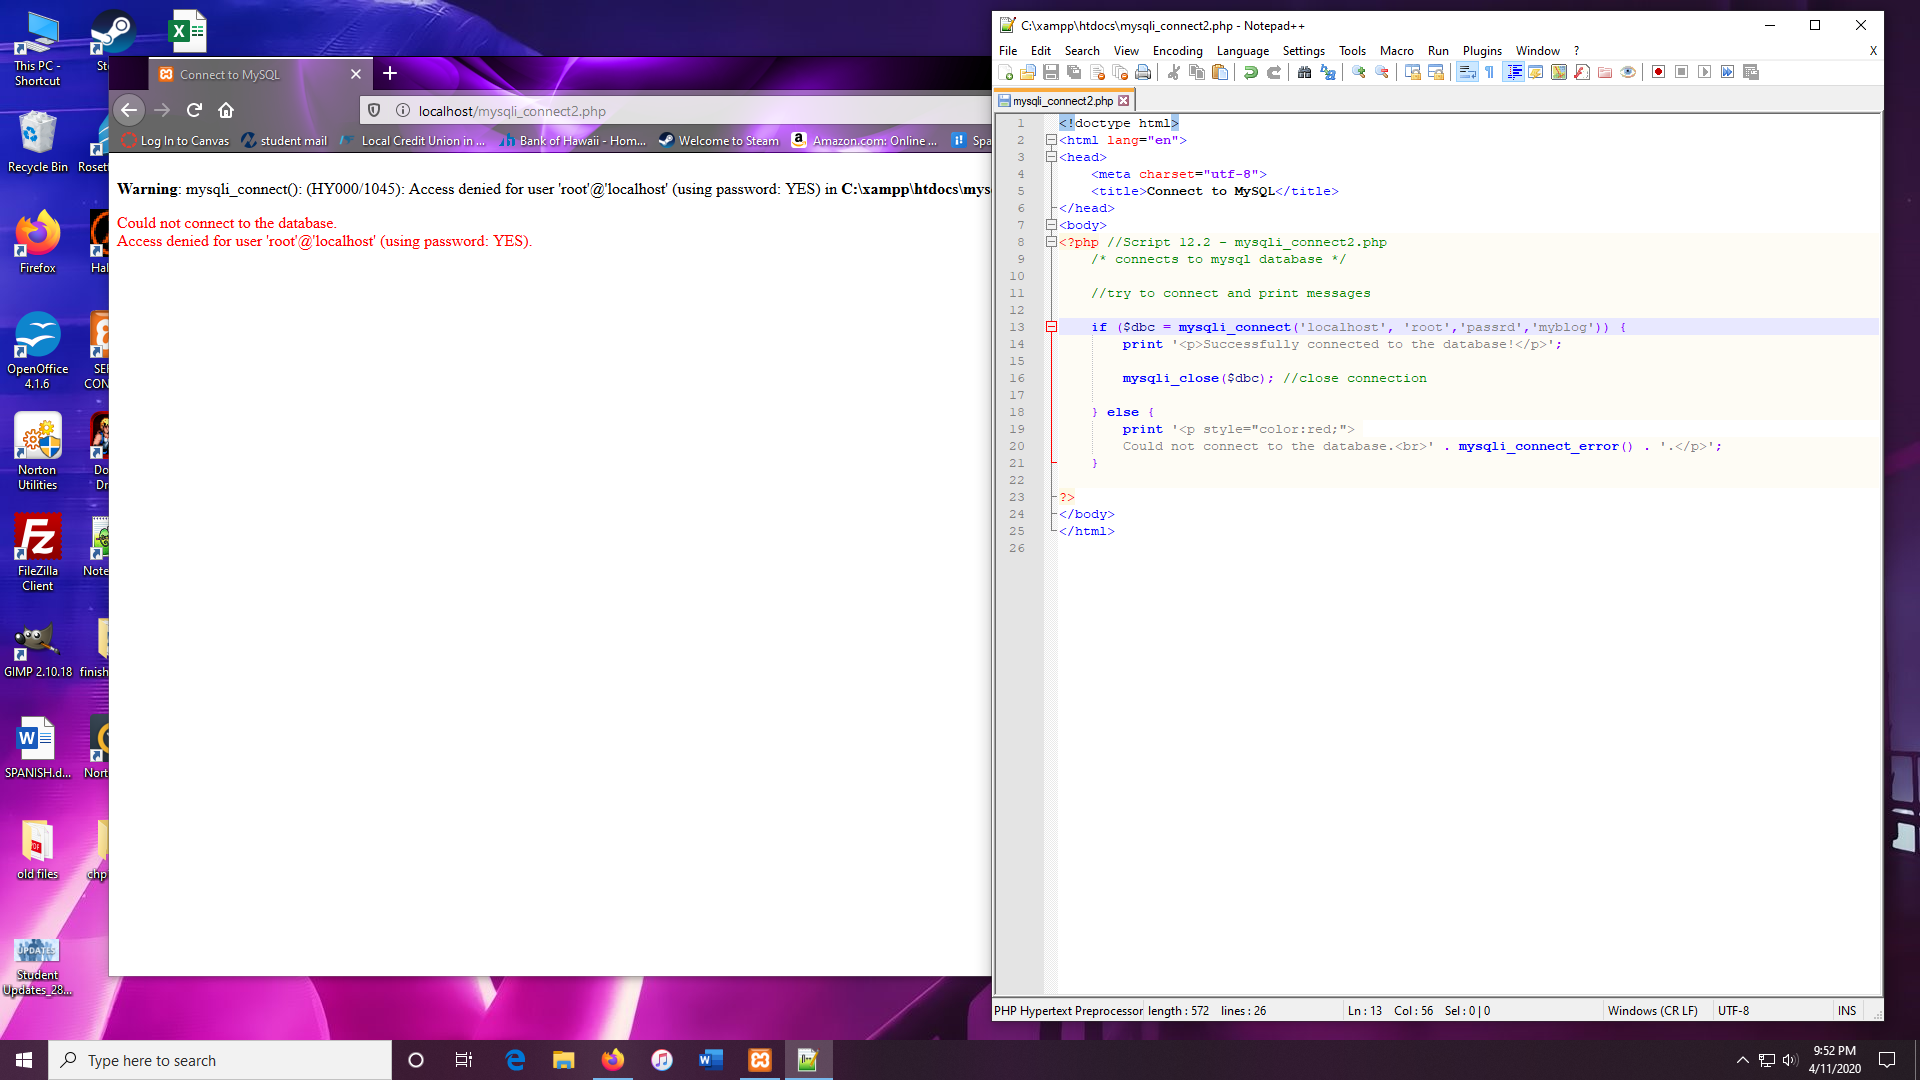 This PC -
Shortcut
Recycle Bin
Firefox
OpenOffice
4.1.6
Norton
Utilities
FileZilla
Client
GIMP 2.10.18
SPANISH.d...
old files
Student
Updates_28...
UPDATES
Connect to MySQL
localhost/mysqli_connect2.php
Log In to Canvas
student mail
Local Credit Union in ...
Bank of Hawaii - Hom...
Welcome to Steam
Amazon.com: Online ...
Spa
Warning: mysqli_connect(): (HY000/1045): Access denied for user 'root'@'localhost' (using password: YES) in C:\xampp\htdocs\mys
Could not connect to the database.
Access denied for user 'root'@'localhost' (using password: YES).
C:\xampp\htdocs\mysqli_connect2.php - Notepad++
File Edit Search View Encoding Language Settings Tools Macro Run Plugins Window ? X
mysqli_connect2.php
1 <!doctype html>
2 <html lang="en">
3 <head>
4 <meta charset="utf-8">
5 <title>Connect to MySQL</title>
6 </head>
7 <body>
8 <?php //Script 12.2 - mysqli_connect2.php
9 /* connects to mysql database */
10
11 //try to connect and print messages
12
13 if ($dbc = mysqli_connect('localhost', 'root','passrd','myblog')) {
14 print '<p>Successfully connected to the database!</p>';
15
16 mysqli_close($dbc); //close connection
17
18 } else {
19 print '<p style="color:red;">
20 Could not connect to the database.<br>' . mysqli_connect_error() . '.</p>';
21 }
22
23 ?>
24 </body>
25 </html>
26
PHP Hypertext Preprocessor length : 572 lines : 26 Ln : 13 Col : 56 Sel : 0 | 0 Windows (CR LF) UTF-8 INS
Type here to search
9:52 PM
4/11/2020